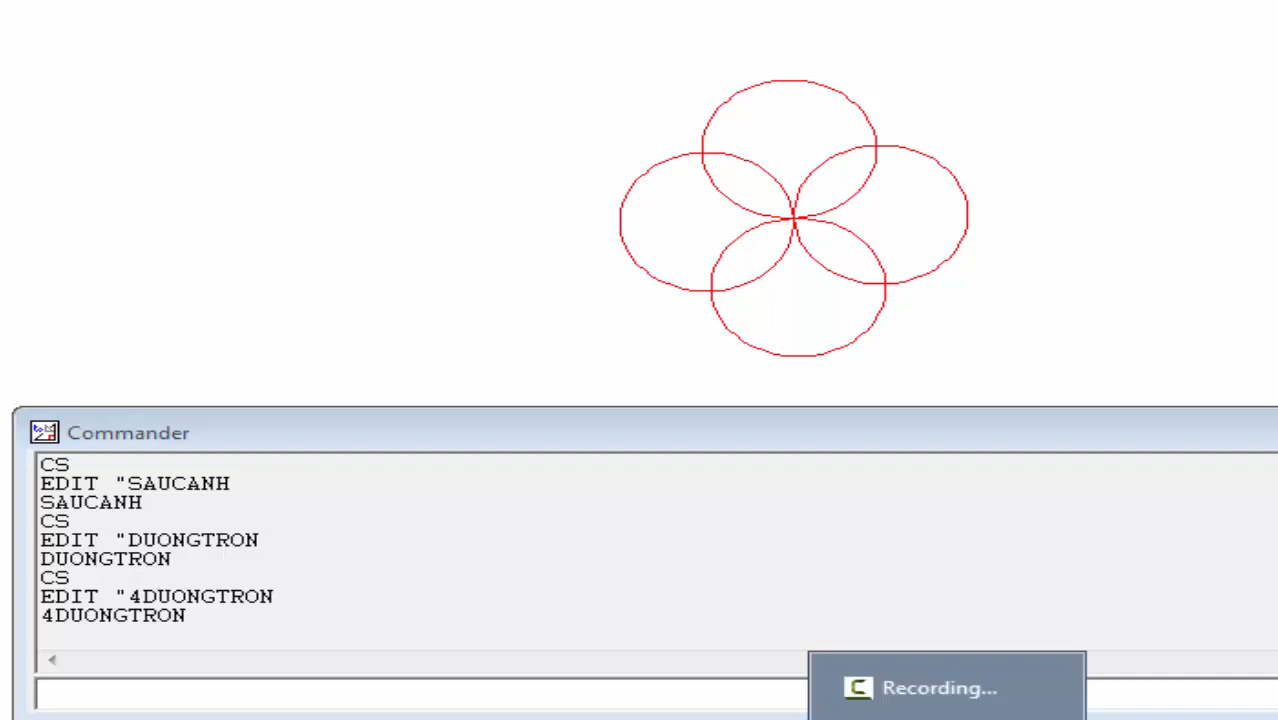 Commander
CS
EDIT "SAUCANH
SAUCANH
CS
EDIT "DUONGTRON
DUONGTRON
CS
EDIT "4DUONGTRON
4DUONGTRON
Recording...